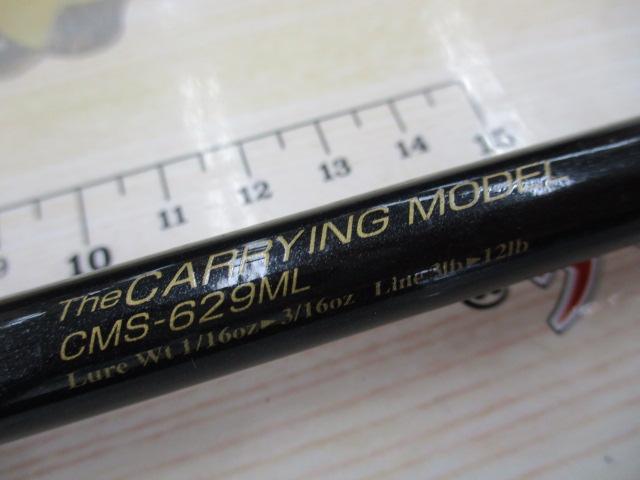 9 10 11 12 13 14 15
The CARRYING MODEL
CMS-629ML
Lure Wt 1/16oz►3/16oz Line 3lb►12lb